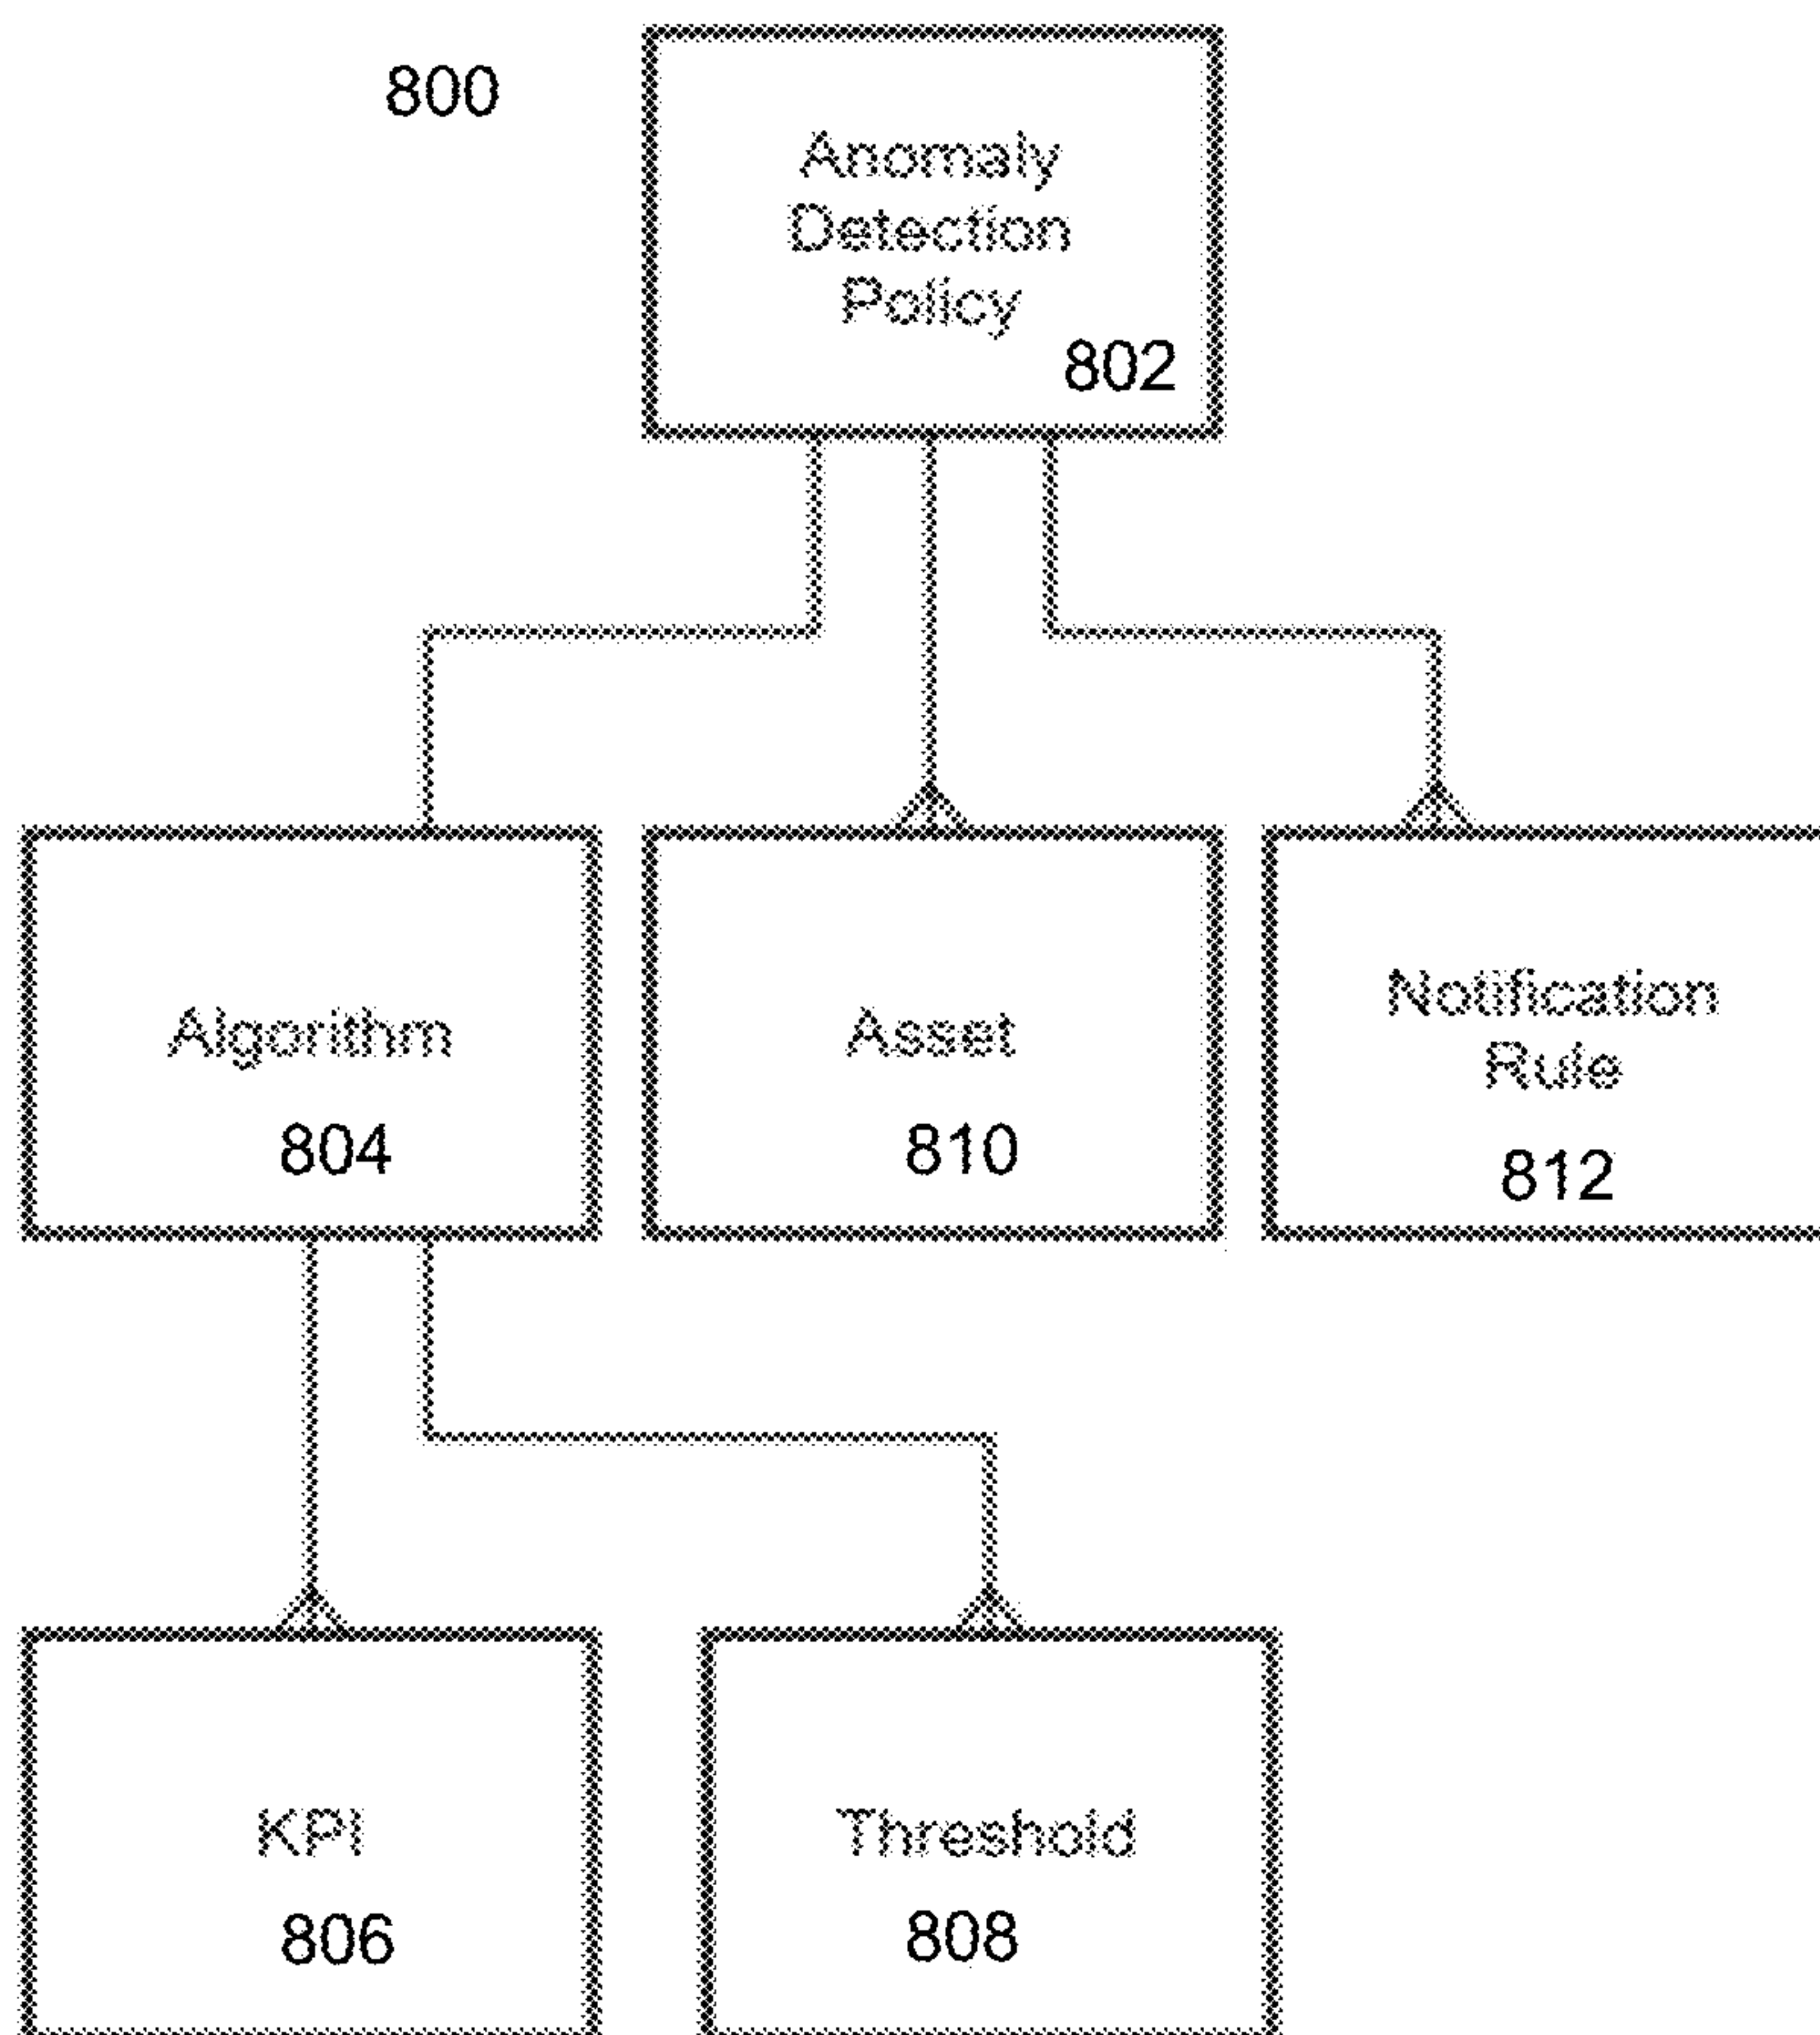 800
Anomaly
Detection
Policy
802
Algorithm
804
Asset
810
Notification
Rule
812
KPI
806
Threshold
808